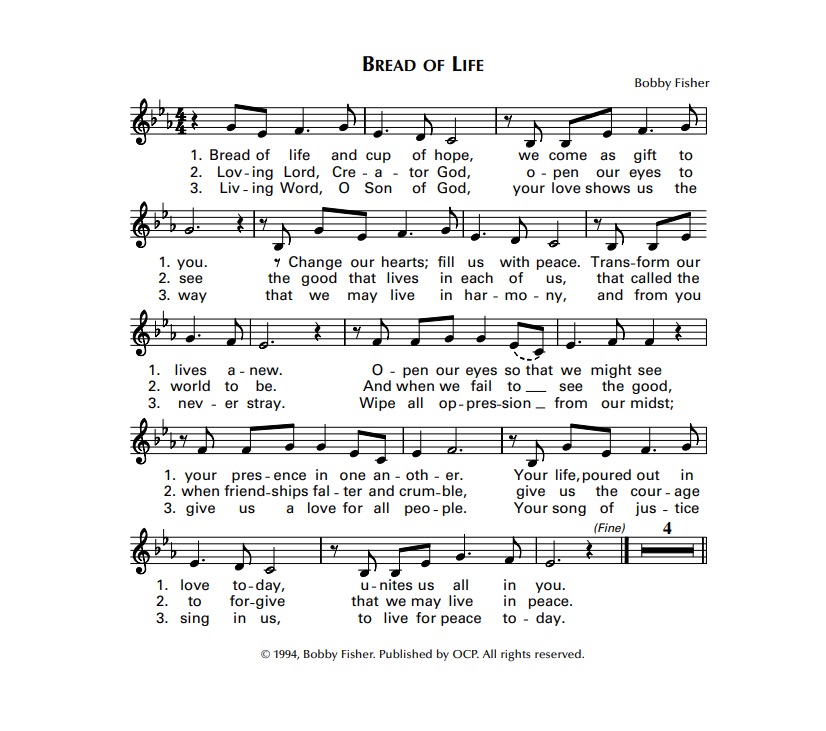 BREAD OF LIFE
Bobby Fisher
4 4
1. Bread of life and cup of hope, we come as gift to
2. Lov - ing Lord, Cre - a - tor God, o - pen our eyes to
3. Liv - ing Word, O Son of God, your love shows us the
1. you. Change our hearts; fill us with peace. Trans - form our
2. see the good that lives in each of us, that called the
3. way that we may live in har - mo - ny, and from you
1. lives a - new. O - pen our eyes so that we might see
2. world to be. And when we fail to __ see the good,
3. nev - er stray. Wipe all op - pres - sion _ from our midst;
1. your pres - ence in one an - oth - er. Your life, poured out in
2. when friend - ships fal - ter and crum - ble, give us the cour - age
3. give us a love for all peo - ple. Your song of jus - tice
(Fine) 4
1. love to - day, u - nites us all in you.
2. to for - give that we may live in peace.
3. sing in us, to live for peace to - day.
© 1994, Bobby Fisher. Published by OCP. All rights reserved.